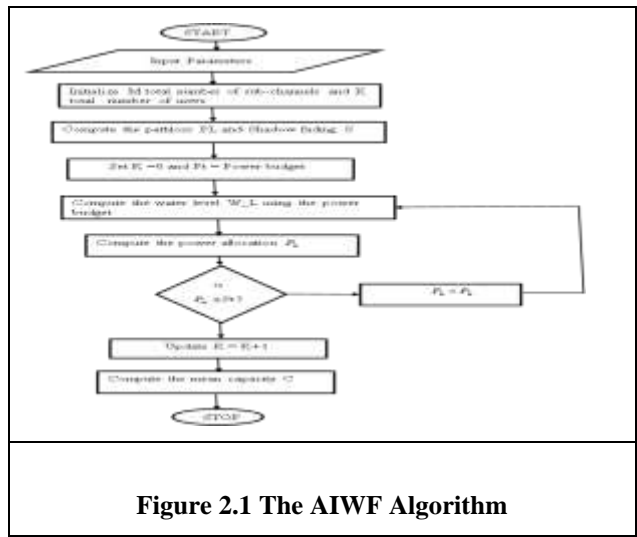 START
Input Parameters
Initialize M total number of sub-channels and K
total number of users
Compute the pathloss PL and Shadow fading
Set K =0 and Pt = Power budget
Compute the water level W_L using the power
budget
Compute the power allocation
Is
Update K = K+1
Compute the mean capacity C
STOP
Figure 2.1 The AIWF Algorithm